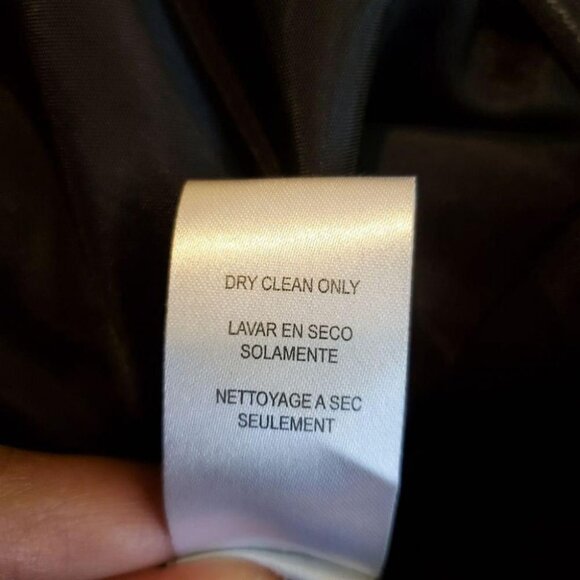 DRY CLEAN ONLY
LAVAR EN SECO
SOLAMENTE
NETTOYAGE A SEC
SEULEMENT